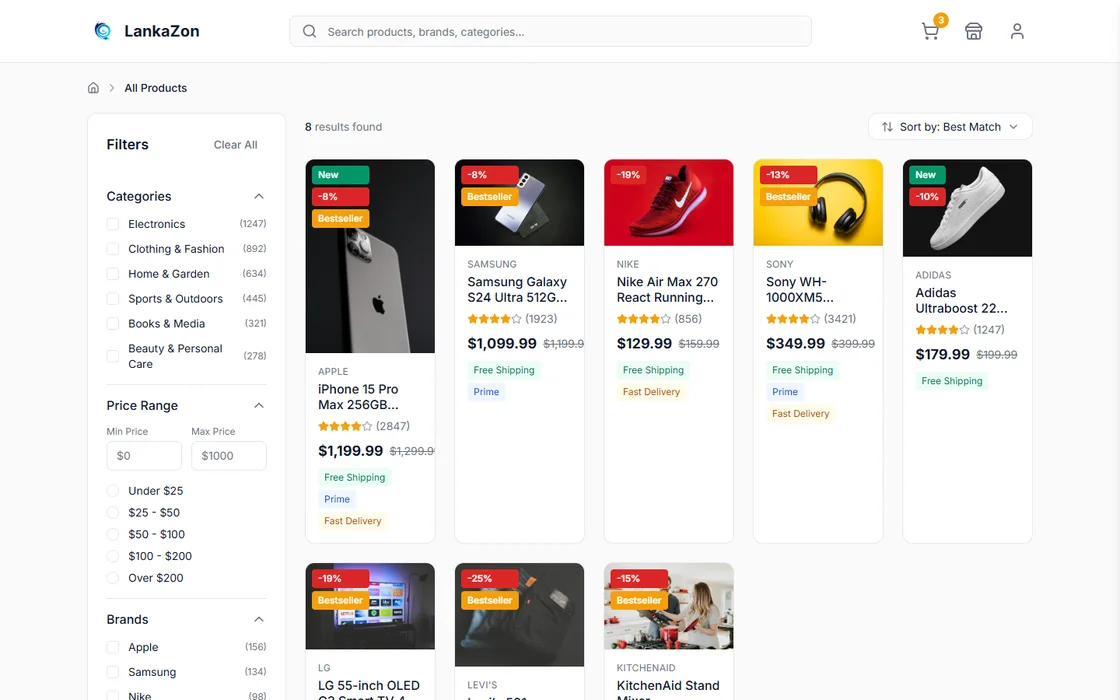 LankaZon
Search products, brands, categories...
3
All Products
Filters
Clear All
Categories
Electronics (1247)
Clothing & Fashion (892)
Home & Garden (634)
Sports & Outdoors (445)
Books & Media (321)
Beauty & Personal
Care (278)
Price Range
Min Price
Max Price
$0
$1000
Under $25
$25 - $50
$50 - $100
$100 - $200
Over $200
Brands
Apple (156)
Samsung (134)
Nike (98)
8 results found
Sort by: Best Match
New
-8%
Bestseller
APPLE
iPhone 15 Pro
Max 256GB...
(2847)
$1,199.99 $1,299.9
Free Shipping
Prime
Fast Delivery
-8%
Bestseller
SAMSUNG
Samsung Galaxy
S24 Ultra 512G...
(1923)
$1,099.99 $1,199.9
Free Shipping
Prime
-19%
NIKE
Nike Air Max 270
React Running...
(856)
$129.99 $159.99
Free Shipping
Fast Delivery
-13%
Bestseller
SONY
Sony WH-
1000XM5...
(3421)
$349.99 $399.99
Free Shipping
Prime
Fast Delivery
New
-10%
ADIDAS
Adidas
Ultraboost 22...
(1247)
$179.99 $199.99
Free Shipping
-19%
Bestseller
LG
LG 55-inch OLED
-25%
Bestseller
LEVI'S
-15%
Bestseller
KITCHENAID
KitchenAid Stand